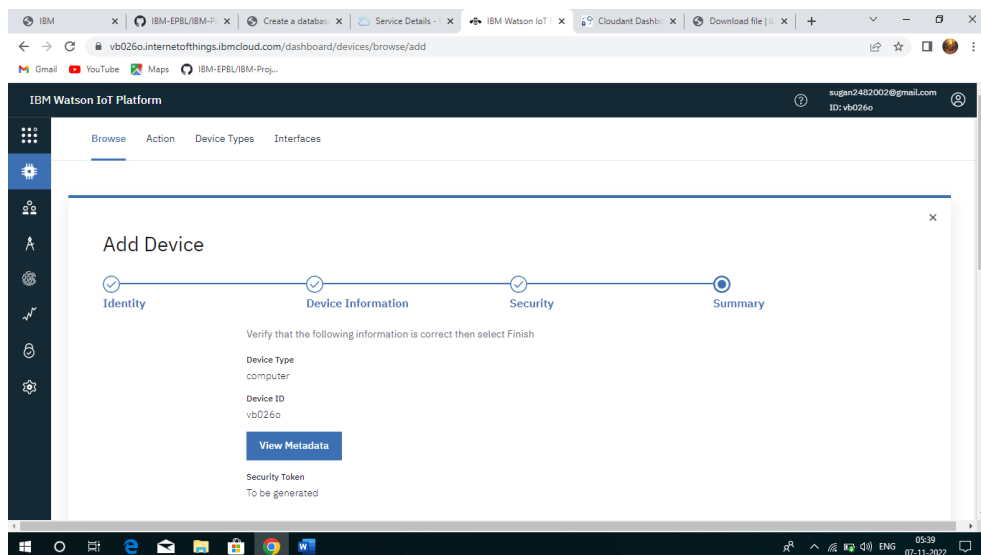 IBM
IBM-EPBL/IBM-Pr
Create a database
Service Details -
IBM Watson IoT P
Cloudant Dashbo
Download file | iL
vb026o.internetofthings.ibmcloud.com/dashboard/devices/browse/add
Gmail YouTube Maps IBM-EPBL/IBM-Proj...
IBM Watson IoT Platform
sugan2482002@gmail.com
ID: vb026o
Browse Action Device Types Interfaces
Add Device
Identity Device Information Security Summary
Verify that the following information is correct then select Finish
Device Type
computer
Device ID
vb026o
View Metadata
Security Token
To be generated
ENG
05:39
07-11-2022